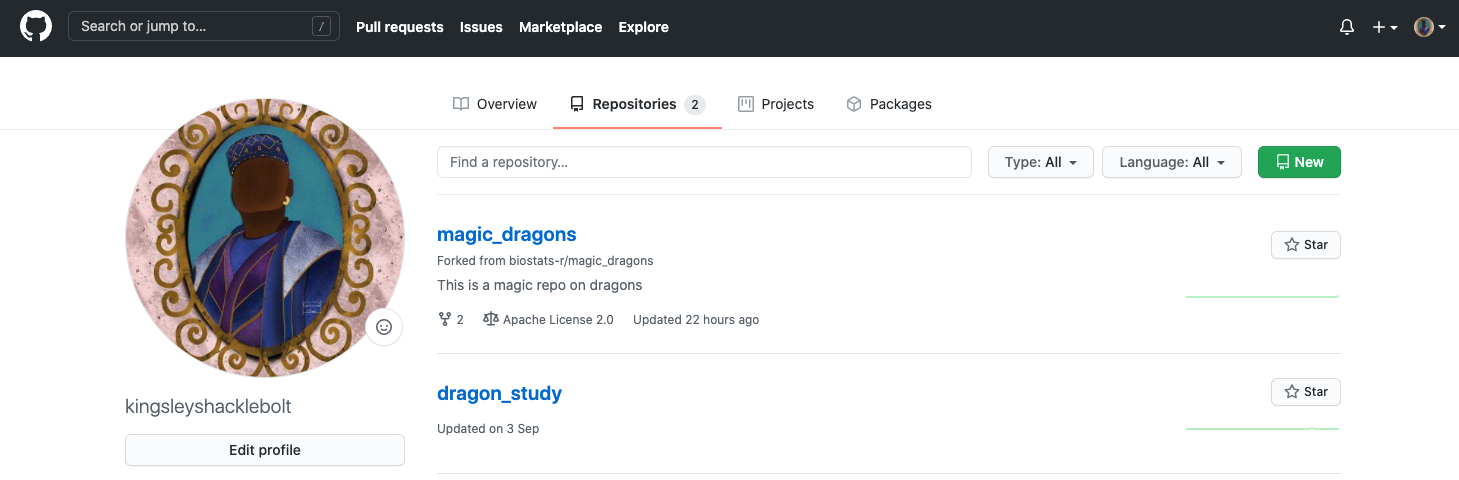 Search or jump to... /
Pull requests Issues Marketplace Explore
Overview Repositories 2 Projects Packages
Find a repository... Type: All Language: All New
magic_dragons
Star
Forked from biostats-r/magic_dragons
This is a magic repo on dragons
2 Apache License 2.0 Updated 22 hours ago
dragon_study
Star
Updated on 3 Sep
kingsleyshacklebolt
Edit profile